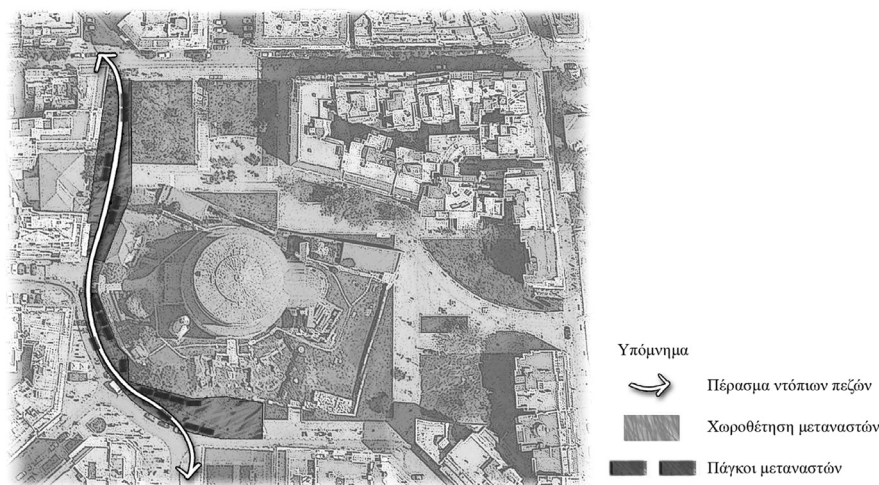 Υπόμνημα
Πέρασμα ντόπιων πεζών
Χωροθέτηση μεταναστών
Πάγκοι μεταναστών